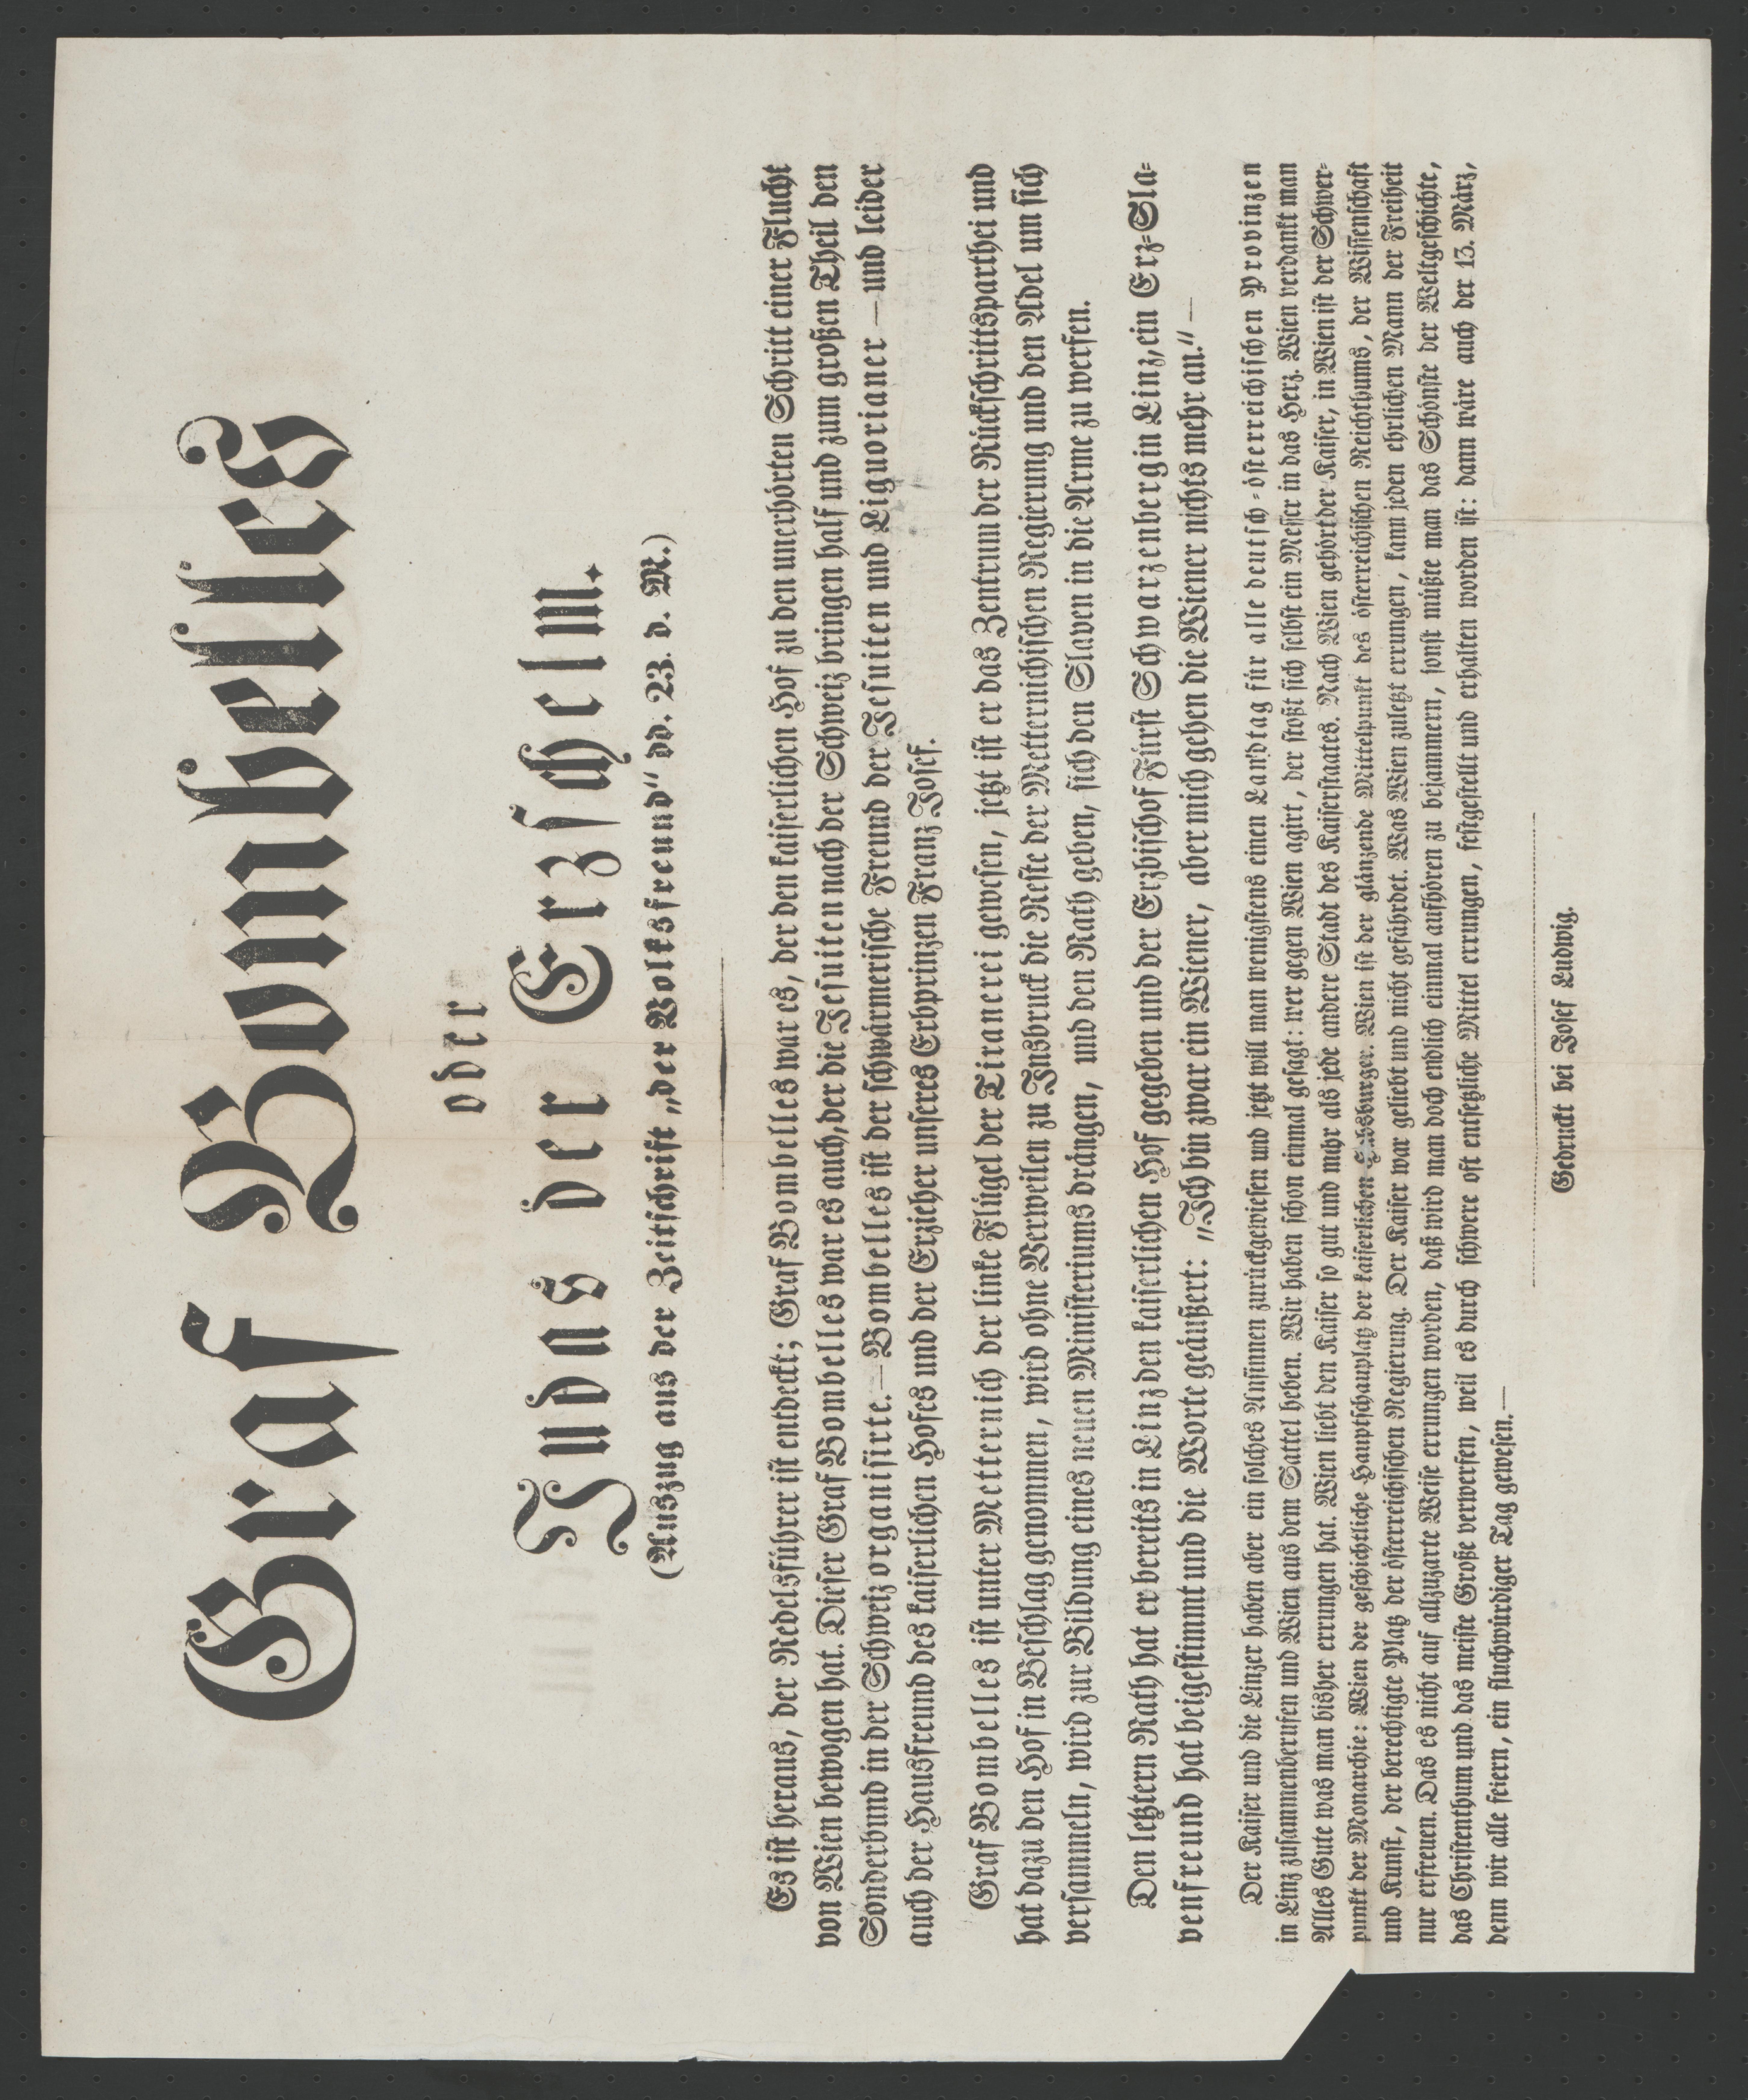 Graf Bombelles
oder
Judas der Erzschelm.
(Auszug aus der Zeitschrift „der Volksfreund“ dd. 23. d. M.)
Es ist heraus, der Redelsführer ist entdeckt; Graf Bombelles war es, der den kaiserlichen Hof zu den unerhörten Schritt einer Flucht
von Wien bewogen hat. Dieser Graf Bombelles war es auch, der die Jesuiten nach der Schweiz bringen half und zum großen Theil den
Sonderbund in der Schweiz organisirte. — Bombelles ist der schwärmerische Freund der Jesuiten und Liguorianer — und leider
auch der Hausfreund des kaiserlichen Hofes und der Erzieher unseres Erbprinzen Franz Josef.
Graf Bombelles ist unter Metternich der linke Flügel der Tiranerei gewesen, jetzt ist er das Zentrum der Rückschrittsparthei und
hat dazu den Hof in Beschlag genommen, wird ohne Verweilen zu Insbruck die Reste der Metternichischen Regierung und den Adel um sich
versammeln, wird zur Bildung eines neuen Ministeriums drängen, und den Rath geben, sich den Slaven in die Arme zu werfen.
Den letztern Rath hat er bereits in Linz den kaiserlichen Hof gegeben und der Erzbischof Fürst Schwarzenberg in Linz, ein Erz-Sla-
venfreund hat beigestimmt und die Worte geäußert: „Ich bin zwar ein Wiener, aber mich gehen die Wiener nichts mehr an.“ —
Der Kaiser und die Linzer haben aber ein solches Ansinnen zurückgewiesen und jetzt will man wenigstens einen Landtag für alle deutsch-österreichischen Provinzen
in Linz zusammenberufen und Wien aus dem Sattel heben. Wir haben schon einmal gesagt: wer gegen Wien agirt, der stoßt sich selbst ein Messer in das Herz. Wien verdankt man
Alles Gute was man bisher errungen hat. Wien liebt den Kaiser so gut und mehr als jede andere Stadt des Kaiserstaates. Nach Wien gehört der Kaiser, in Wien ist der Schwer-
punkt der Monarchie: Wien der geschichtliche Hauptschauplatz der kaiserlichen Habsburger. Wien ist der glänzende Mittelpunkt des österreichischen Reichthums, der Wissenschaft
und Kunst, der berechtigte Platz der österreichischen Regierung. Der Kaiser war geliebt und nicht gefährdet. Was Wien zuletzt errungen, kann jeden ehrlichen Mann der Freiheit
nur erfreuen. Das es nicht auf allzuzarte Weise errungen worden, daß wird man doch endlich einmal aufhören zu bejammern, sonst müßte man das Schönste der Weltgeschichte,
das Christenthum und das meiste Große verwerfen, weil es durch schwere oft entsetzliche Mittel errungen, festgestellt und erhalten worden ist: dann wäre auch der 13. März,
denn wir alle feiern, ein fluchwürdiger Tag gewesen. —
Gedruckt bei Josef Ludwig.